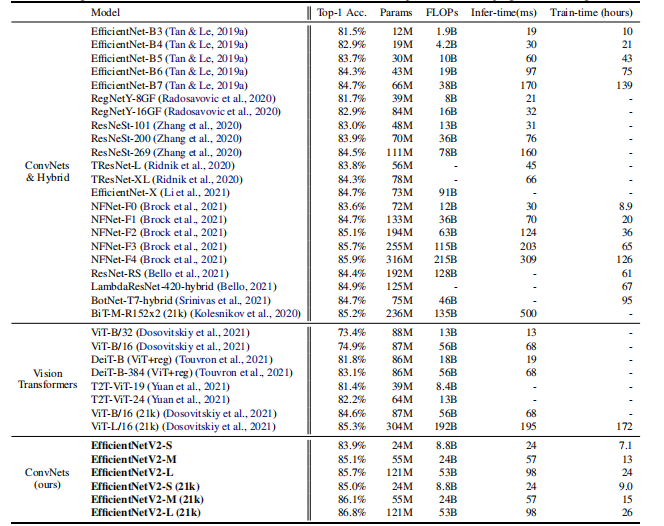 Model Top-1 Acc. Params FLOPs Infer-time(ms) Train-time (hours)
ConvNets & Hybrid
EfficientNet-B3 (Tan & Le, 2019a) 81.5% 12M 1.9B 19 10
EfficientNet-B4 (Tan & Le, 2019a) 82.9% 19M 4.2B 30 21
EfficientNet-B5 (Tan & Le, 2019a) 83.7% 30M 10B 60 43
EfficientNet-B6 (Tan & Le, 2019a) 84.3% 43M 19B 97 75
EfficientNet-B7 (Tan & Le, 2019a) 84.7% 66M 38B 170 139
RegNetY-8GF (Radosavovic et al., 2020) 81.7% 39M 8B 21 -
RegNetY-16GF (Radosavovic et al., 2020) 82.9% 84M 16B 32 -
ResNeSt-101 (Zhang et al., 2020) 83.0% 48M 13B 31 -
ResNeSt-200 (Zhang et al., 2020) 83.9% 70M 36B 76 -
ResNeSt-269 (Zhang et al., 2020) 84.5% 111M 78B 160 -
TResNet-L (Ridnik et al., 2020) 83.8% 56M - 45 -
TResNet-XL (Ridnik et al., 2020) 84.3% 78M - 66 -
EfficientNet-X (Li et al., 2021) 84.7% 73M 91B - -
NFNet-F0 (Brock et al., 2021) 83.6% 72M 12B 30 8.9
NFNet-F1 (Brock et al., 2021) 84.7% 133M 36B 70 20
NFNet-F2 (Brock et al., 2021) 85.1% 194M 63B 124 36
NFNet-F3 (Brock et al., 2021) 85.7% 255M 115B 203 65
NFNet-F4 (Brock et al., 2021) 85.9% 316M 215B 309 126
ResNet-RS (Bello et al., 2021) 84.4% 192M 128B - 61
LambdaResNet-420-hybrid (Bello, 2021) 84.9% 125M - - 67
BotNet-T7-hybrid (Srinivas et al., 2021) 84.7% 75M 46B - 95
BiT-M-R152x2 (21k) (Kolesnikov et al., 2020) 85.2% 236M 135B 500 -
Vision Transformers
ViT-B/32 (Dosovitskiy et al., 2021) 73.4% 88M 13B 13 -
ViT-B/16 (Dosovitskiy et al., 2021) 74.9% 87M 56B 68 -
DeiT-B (ViT+reg) (Touvron et al., 2021) 81.8% 86M 18B 19 -
DeiT-B-384 (ViT+reg) (Touvron et al., 2021) 83.1% 86M 56B 68 -
T2T-ViT-19 (Yuan et al., 2021) 81.4% 39M 8.4B - -
T2T-ViT-24 (Yuan et al., 2021) 82.2% 64M 13B - -
ViT-B/16 (21k) (Dosovitskiy et al., 2021) 84.6% 87M 56B 68 -
ViT-L/16 (21k) (Dosovitskiy et al., 2021) 85.3% 304M 192B 195 172
ConvNets (ours)
EfficientNetV2-S 83.9% 24M 8.8B 24 7.1
EfficientNetV2-M 85.1% 55M 24B 57 13
EfficientNetV2-L 85.7% 121M 53B 98 24
EfficientNetV2-S (21k) 85.0% 24M 8.8B 24 9.0
EfficientNetV2-M (21k) 86.1% 55M 24B 57 15
EfficientNetV2-L (21k) 86.8% 121M 53B 98 26